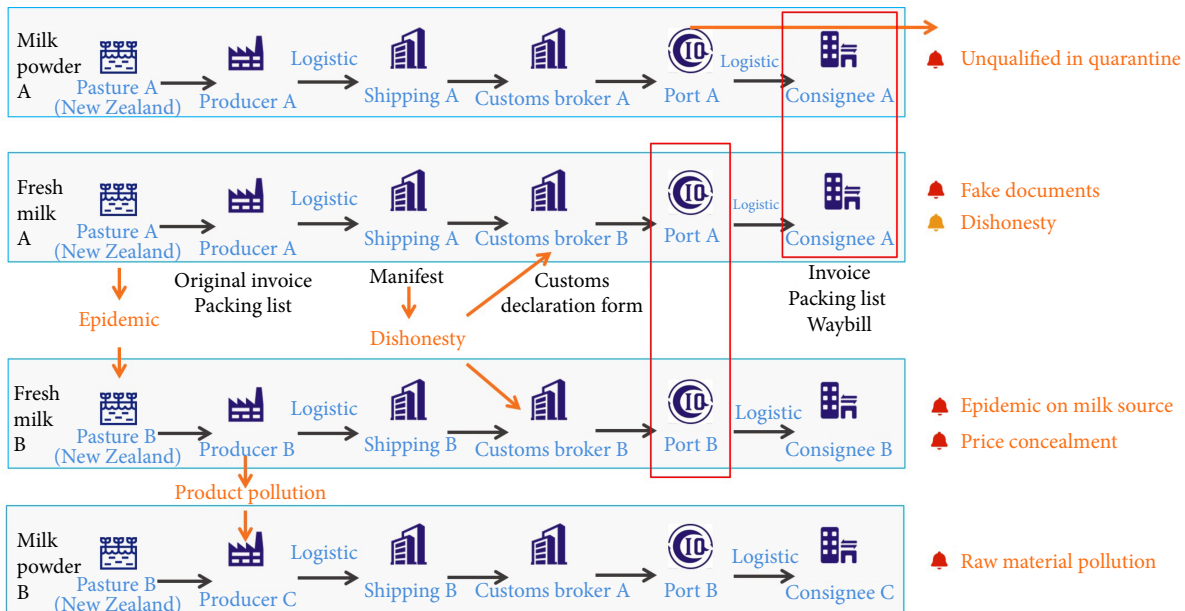 Milk
powder
A
Pasture A
(New Zealand)
Producer A
Logistic
Shipping A
Customs broker A
CIQ
Port A
Logistic
Consignee A
Unqualified in quarantine
Fresh
milk
A
Pasture A
(New Zealand)
Producer A
Logistic
Shipping A
Customs broker B
CIQ
Port A
Logistic
Consignee A
Fake documents
Dishonesty
Original invoice
Packing list
Manifest
Customs
declaration form
Invoice
Packing list
Waybill
Epidemic
Dishonesty
Fresh
milk
B
Pasture B
(New Zealand)
Producer B
Logistic
Shipping B
Customs broker B
CIQ
Port B
Logistic
Consignee B
Epidemic on milk source
Price concealment
Product pollution
Milk
powder
B
Pasture B
(New Zealand)
Producer C
Logistic
Shipping B
Customs broker A
CIQ
Port B
Logistic
Consignee C
Raw material pollution